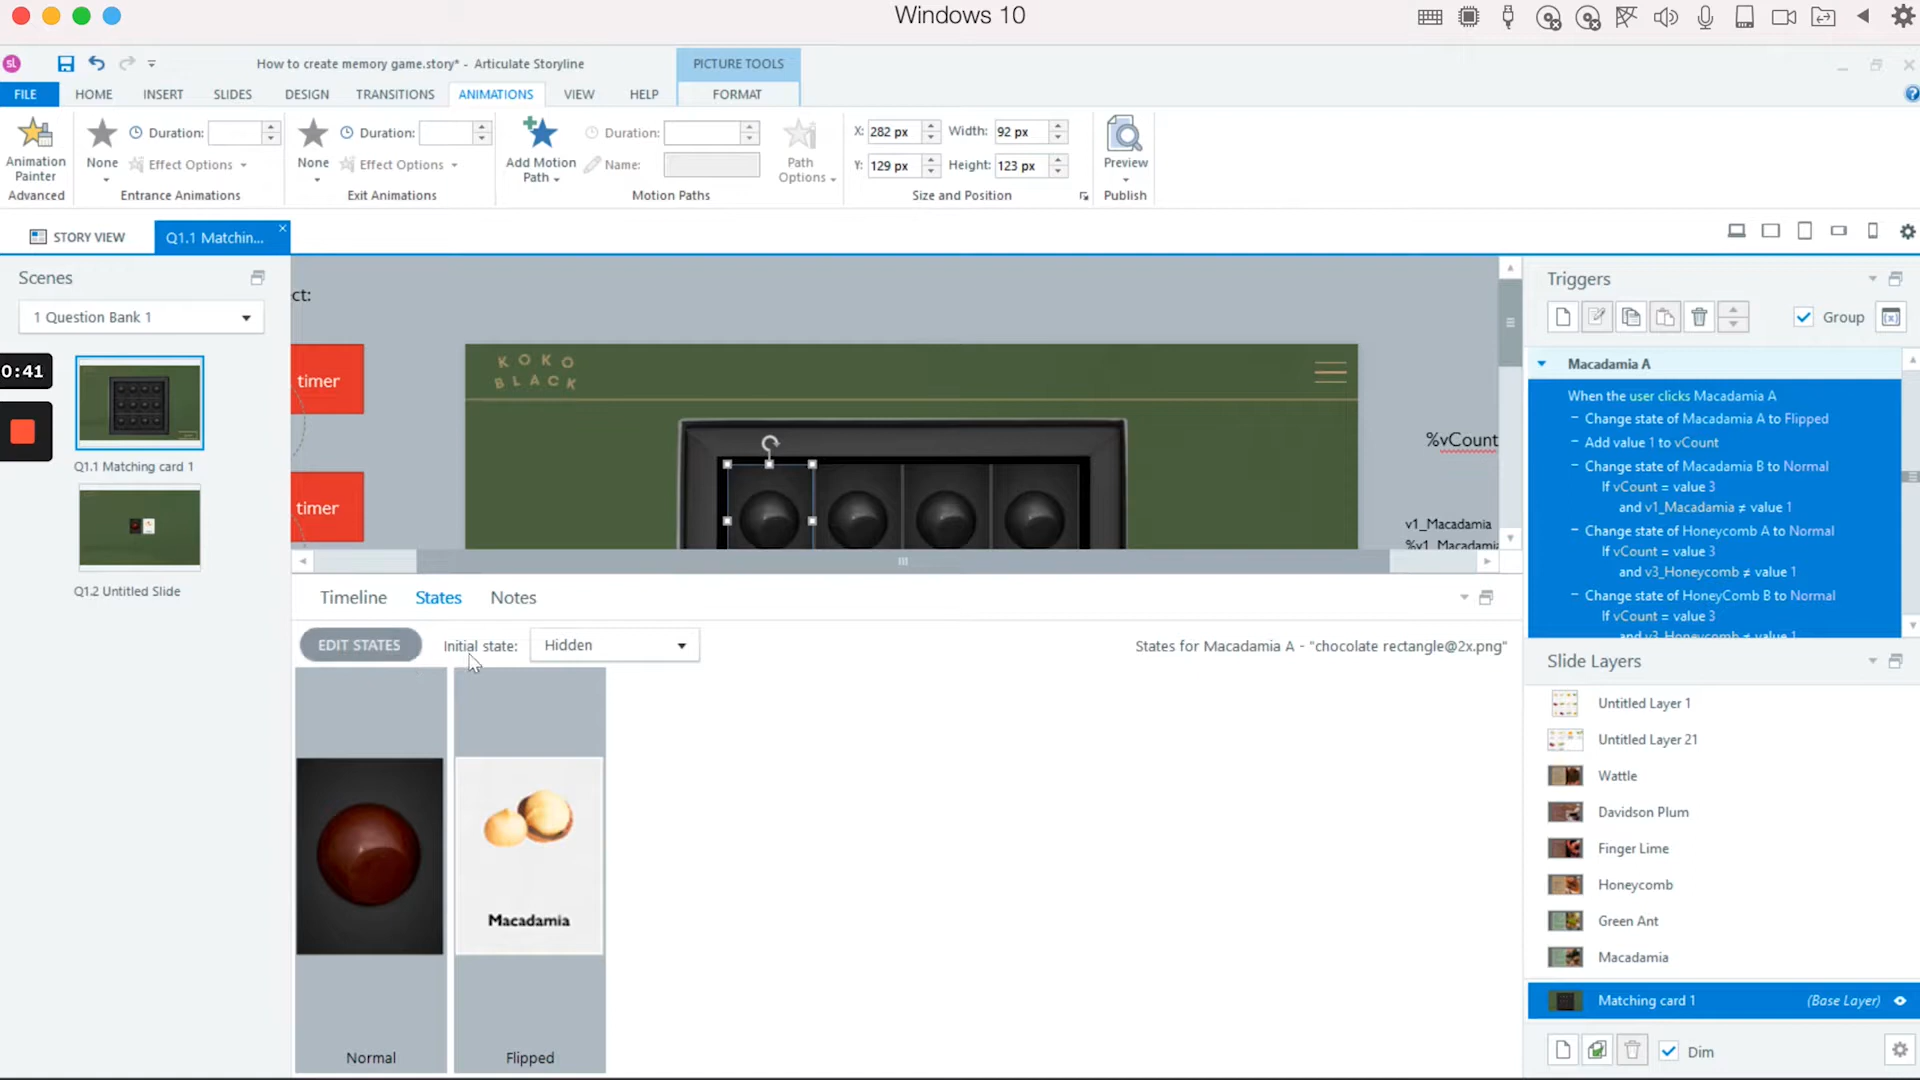 Windows 10
sl
How to create memory game.story* - Articulate Storyline
PICTURE TOOLS
FILE
HOME
INSERT
SLIDES
DESIGN
TRANSITIONS
ANIMATIONS
VIEW
HELP
FORMAT
Animation
Painter
Advanced
None
Duration:
Effect Options
Entrance Animations
None
Duration:
Effect Options
Exit Animations
Add Motion
Path
Duration:
Name:
Path
Options
Motion Paths
X: 282 px
Width: 92 px
Y: 129 px
Height: 123 px
Size and Position
Preview
Publish
STORY VIEW
Q1.1 Matchin...
Scenes
1 Question Bank 1
0:41
Q1.1 Matching card 1
Q1.2 Untitled Slide
ct:
timer
timer
KOKO
BLACK
%vCount
v1_Macadamia
%v1_Macadamia
Timeline
States
Notes
EDIT STATES
Initial state:
Hidden
States for Macadamia A - "chocolate rectangle@2x.png"
Macadamia
Normal
Flipped
Triggers
Group
Macadamia A
When the user clicks Macadamia A
– Change state of Macadamia A to Flipped
– Add value 1 to vCount
– Change state of Macadamia B to Normal
If vCount = value 3
and v1_Macadamia ≠ value 1
– Change state of Honeycomb A to Normal
If vCount = value 3
and v3_Honeycomb ≠ value 1
– Change state of HoneyComb B to Normal
If vCount = value 3
and v3_Honeycomb ≠ value 1
Slide Layers
Untitled Layer 1
Untitled Layer 21
Wattle
Davidson Plum
Finger Lime
Honeycomb
Green Ant
Macadamia
Matching card 1 (Base Layer)
Dim